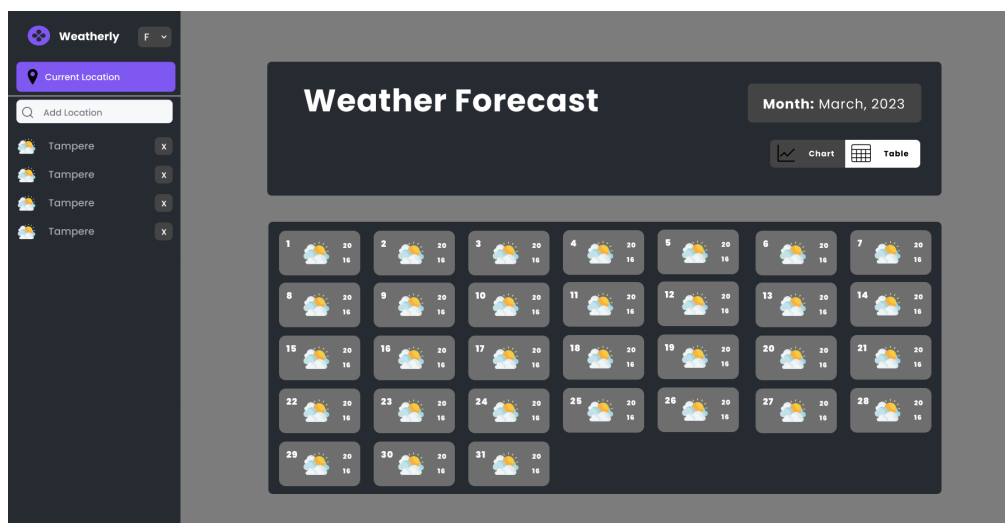 Weatherly F
Current Location
Add Location
Tampere X
Tampere X
Tampere X
Tampere X
Weather Forecast
Month: March, 2023
Chart Table
1 20 2 20 3 20 4 20 5 20 6 20 7 20
16 16 16 16 16 16 16
8 20 9 20 10 20 11 20 12 20 13 20 14 20
16 16 16 16 16 16 16
15 20 16 20 17 20 18 20 19 20 20 20 21 20
16 16 16 16 16 16 16
22 20 23 20 24 20 25 20 26 20 27 20 28 20
16 16 16 16 16 16 16
29 20 30 20 31 20
16 16 16